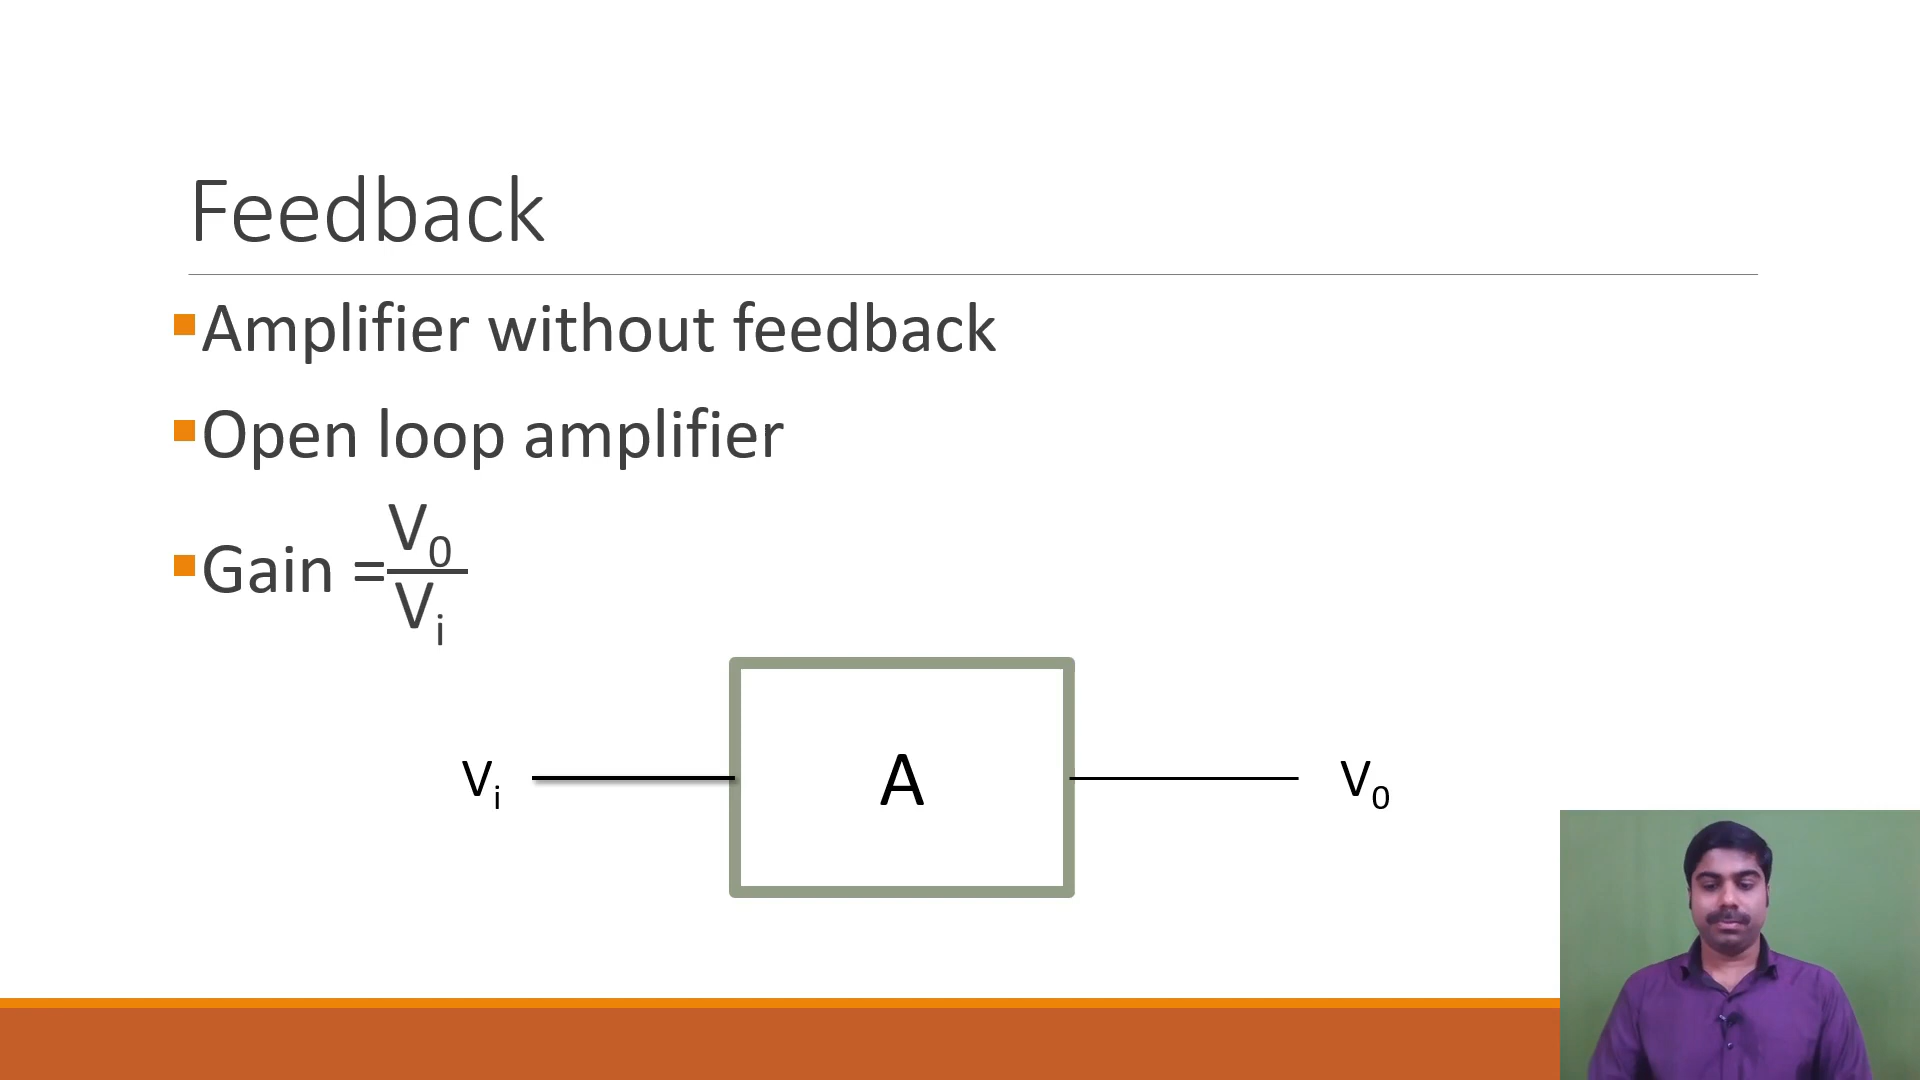 Feedback
▪Amplifier without feedback
▪Open loop amplifier
▪Gain =V₀/Vᵢ
Vᵢ
A
V₀